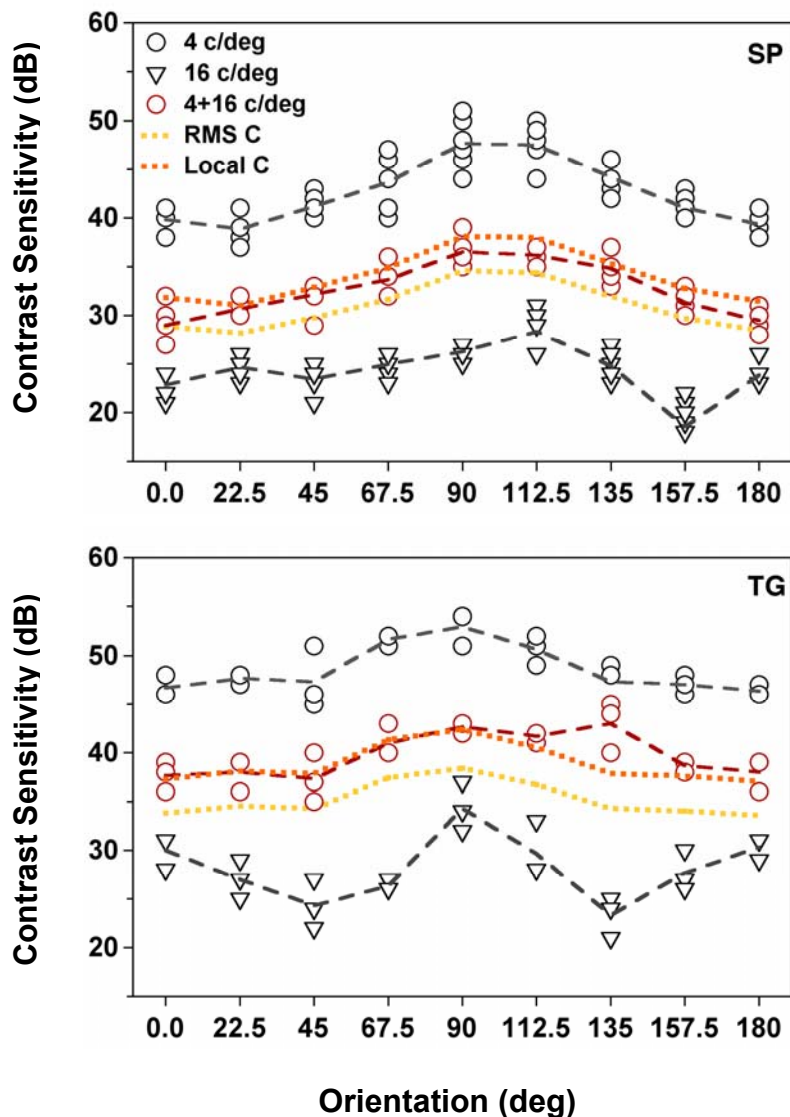 60
50
40
30
20
4 c/deg
16 c/deg
4+16 c/deg
RMS C
Local C
SP
Contrast Sensitivity (dB)
0.0 22.5 45 67.5 90 112.5 135 157.5 180
60
50
40
30
20
TG
Contrast Sensitivity (dB)
0.0 22.5 45 67.5 90 112.5 135 157.5 180
Orientation (deg)